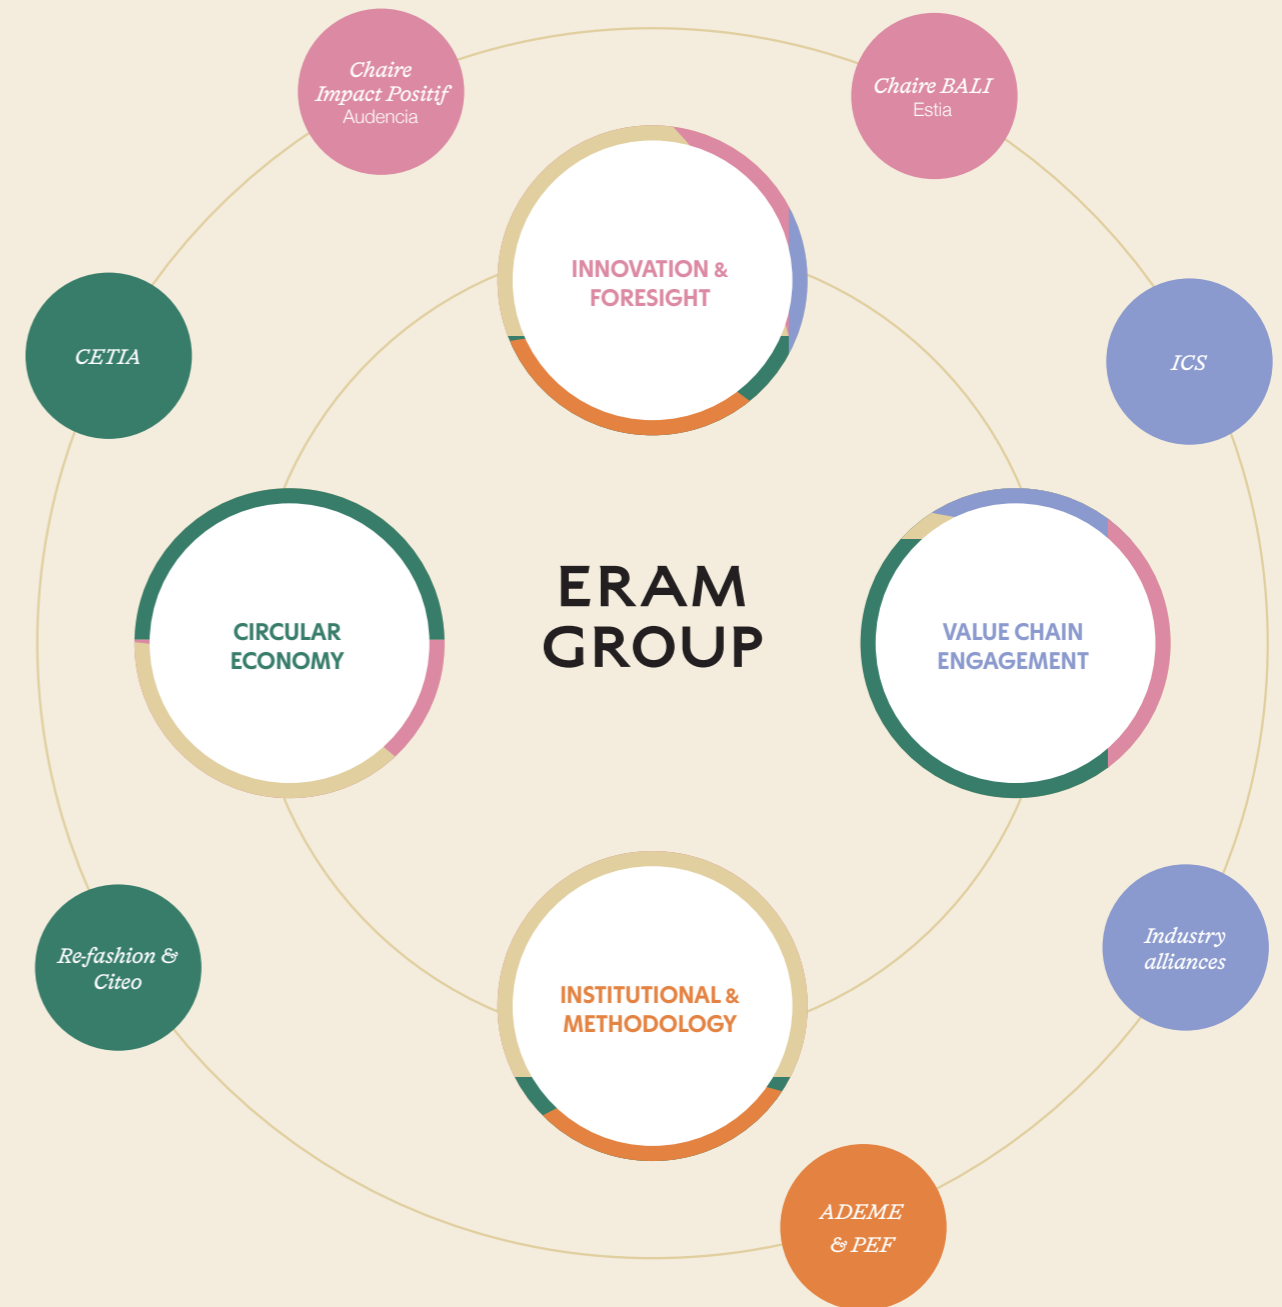 Chaire
Impact Positif
Audencia
Chaire BALI
Estia
INNOVATION &
FORESIGHT
CETIA
ICS
ERAM
GROUP
CIRCULAR
ECONOMY
VALUE CHAIN
ENGAGEMENT
Re-fashion &
Citeo
Industry
alliances
INSTITUTIONAL &
METHODOLOGY
ADEME
& PEF